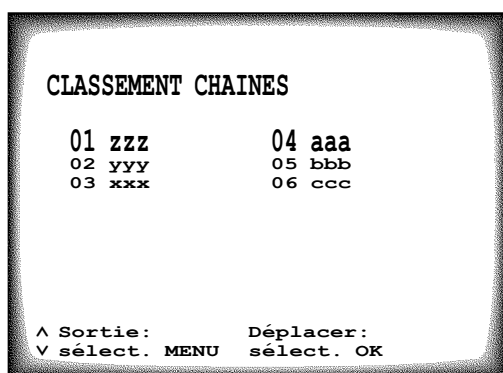 CLASSEMENT CHAINES
01 zzz 04 aaa
02 yyy 05 bbb
03 xxx 06 ccc
^ Sortie: Déplacer:
v sélect. MENU sélect. OK